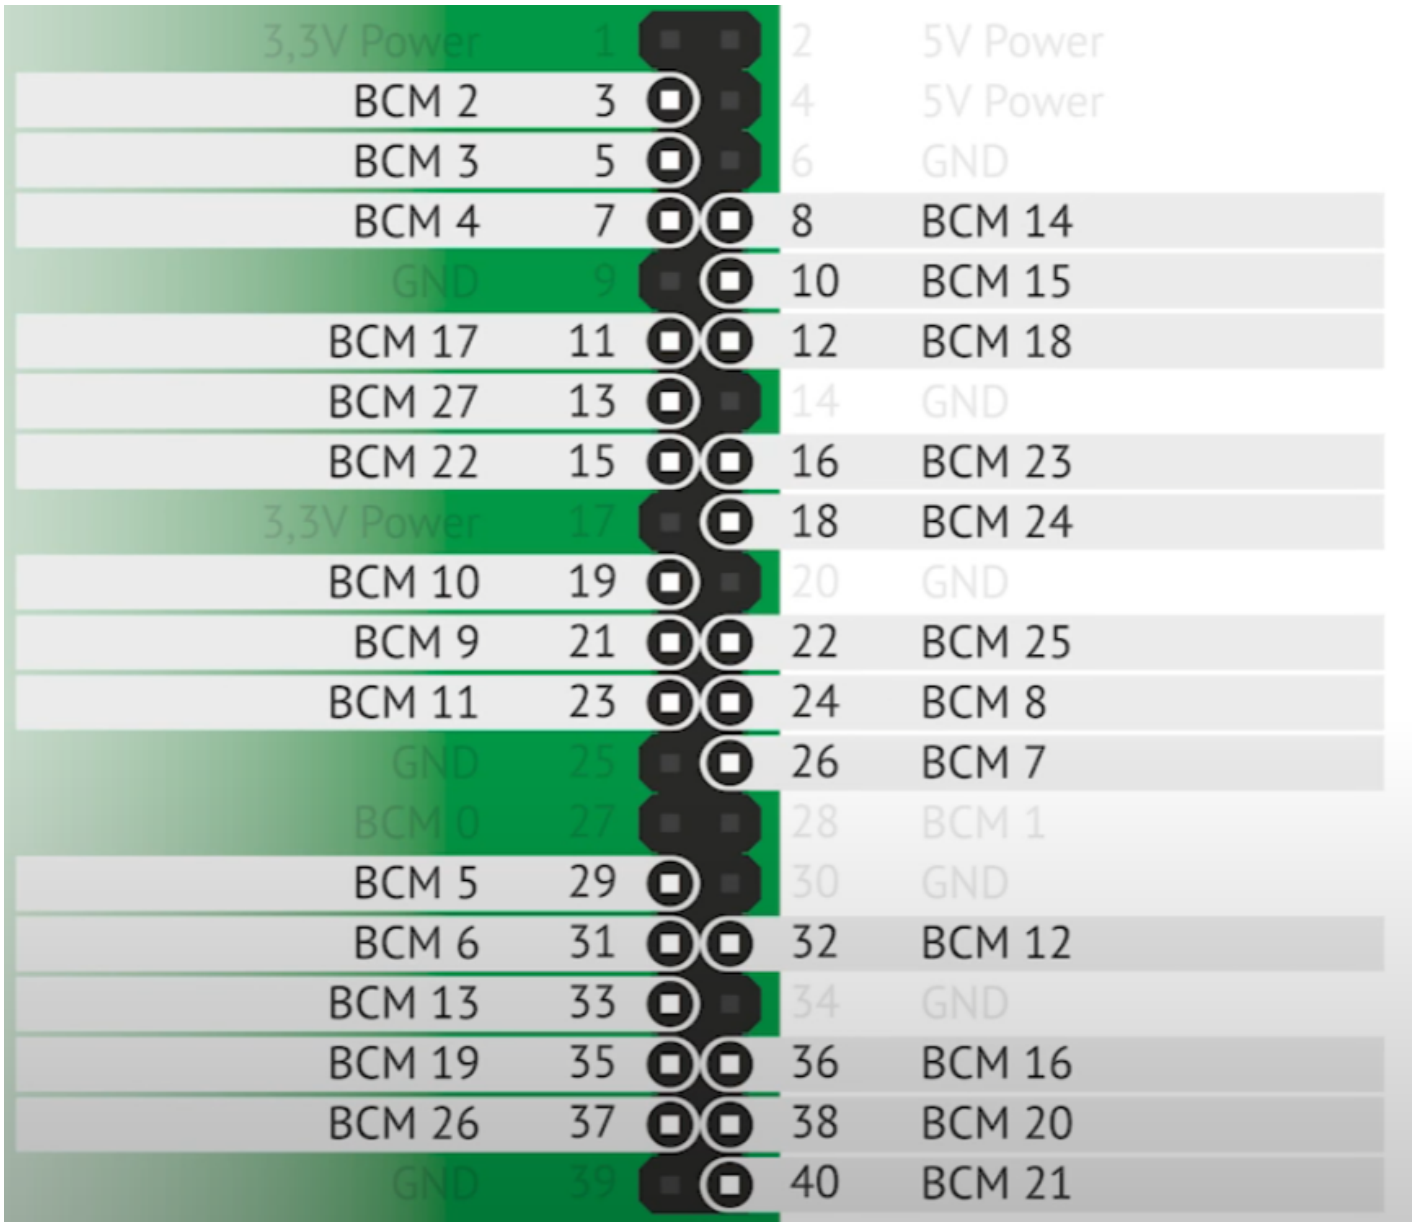 3,3V Power 1 2 5V Power
BCM 2 3 4 5V Power
BCM 3 5 6 GND
BCM 4 7 8 BCM 14
GND 9 10 BCM 15
BCM 17 11 12 BCM 18
BCM 27 13 14 GND
BCM 22 15 16 BCM 23
3,3V Power 17 18 BCM 24
BCM 10 19 20 GND
BCM 9 21 22 BCM 25
BCM 11 23 24 BCM 8
GND 25 26 BCM 7
BCM 0 27 28 BCM 1
BCM 5 29 30 GND
BCM 6 31 32 BCM 12
BCM 13 33 34 GND
BCM 19 35 36 BCM 16
BCM 26 37 38 BCM 20
GND 39 40 BCM 21